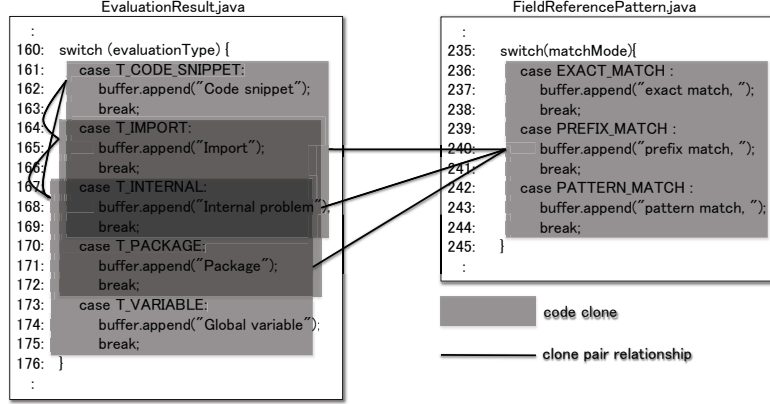 EvaluationResult.java
:
160: switch (evaluationType) {
161: case T_CODE_SNIPPET:
162: buffer.append("Code snippet");
163: break;
164: case T_IMPORT:
165: buffer.append("Import");
166: break;
167: case T_INTERNAL:
168: buffer.append("Internal problem");
169: break;
170: case T_PACKAGE:
171: buffer.append("Package");
172: break;
173: case T_VARIABLE:
174: buffer.append("Global variable");
175: break;
176: }
:
FieldReferencePattern.java
:
235: switch(matchMode){
236: case EXACT_MATCH :
237: buffer.append("exact match, ");
238: break;
239: case PREFIX_MATCH :
240: buffer.append("prefix match, ");
241: break;
242: case PATTERN_MATCH :
243: buffer.append("pattern match, ");
244: break;
245: }
:
code clone
clone pair relationship